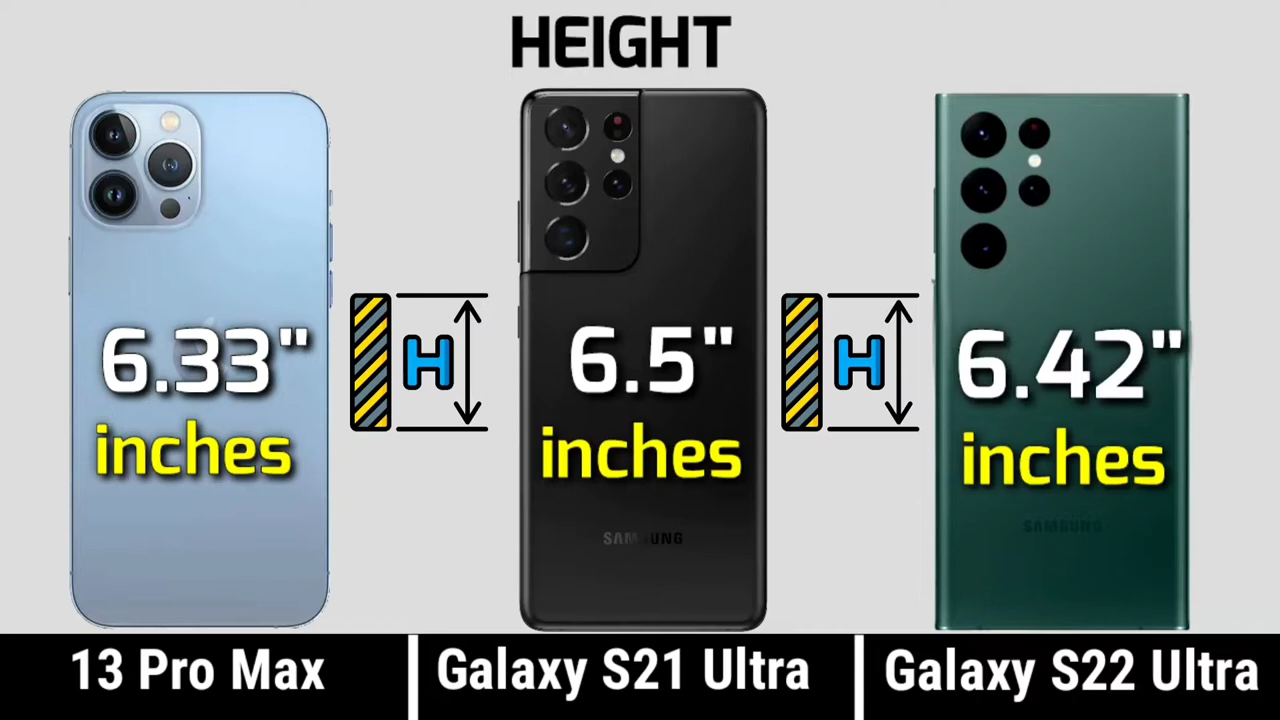 HEIGHT
6.33"
inches
H
6.5"
inches
SAMSUNG
H
6.42"
inches
SAMSUNG
13 Pro Max
Galaxy S21 Ultra
Galaxy S22 Ultra